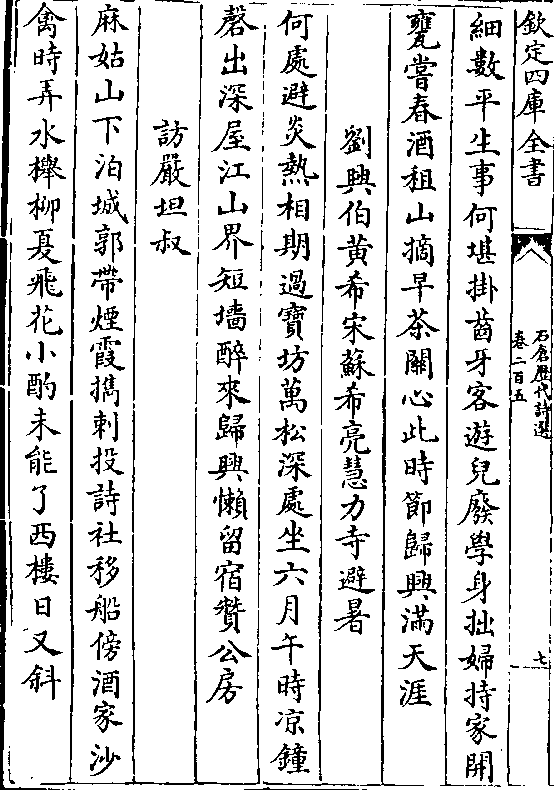 欽定四庫全書
石倉歴代詩選
卷二百五
七
細數平生事何堪掛齒牙客遊兒廢學身拙婦持家開
甕嘗春酒租山摘早茶關心此時節歸興滿天涯
劉興伯黄希宋蘇希亮慧力寺避暑
何處避炎熱相期過寶坊萬松深處坐六月午時凉鐘
磬出深屋江山界短墻醉來歸興懶留宿贊公房
訪嚴坦叔
麻姑山下泊城郭帶煙霞擕刺投詩社移船傍酒家沙
禽時弄水櫸柳夏飛花小酌未能了西樓日又斜